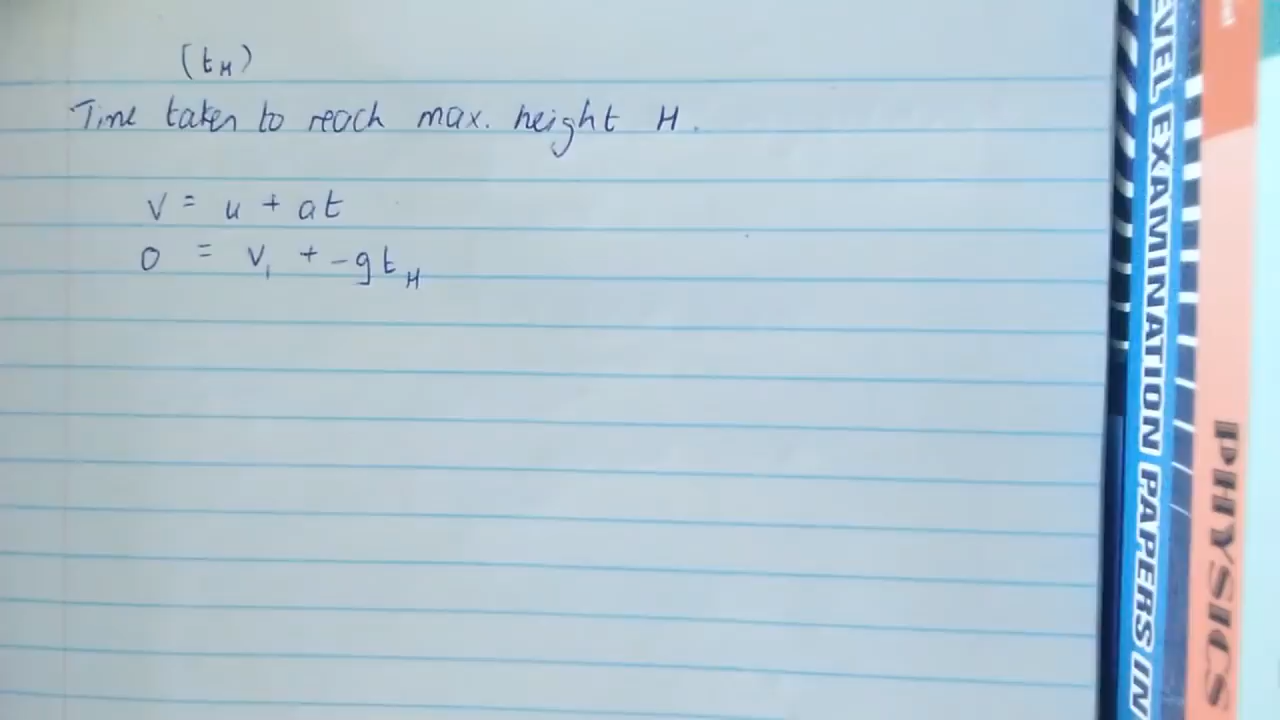 (tH)
Time taken to reach max. height H.
v = u + at
0 = v1 + -gtH
EVEL EXAMINATION PAPERS IN
PHYSICS